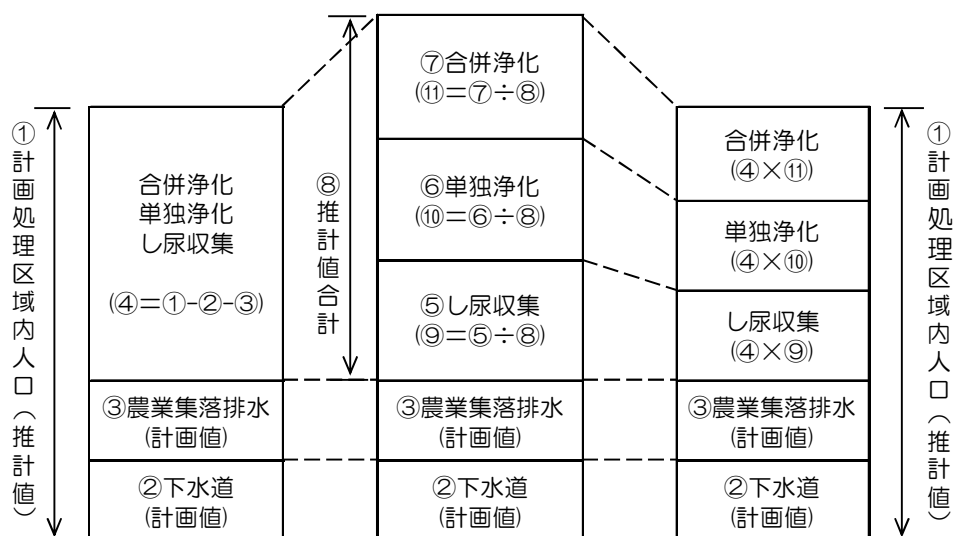 ①計画処理区域内人口（推計値）
合併浄化
単独浄化
し尿収集
(④＝①-②-③)
③農業集落排水
(計画値)
②下水道
(計画値)
⑧推計値合計
⑦合併浄化
(⑪＝⑦÷⑧)
⑥単独浄化
(⑩＝⑥÷⑧)
⑤し尿収集
(⑨＝⑤÷⑧)
③農業集落排水
(計画値)
②下水道
(計画値)
合併浄化
(④×⑪)
単独浄化
(④×⑩)
し尿収集
(④×⑨)
③農業集落排水
(計画値)
②下水道
(計画値)
①計画処理区域内人口（推計値）